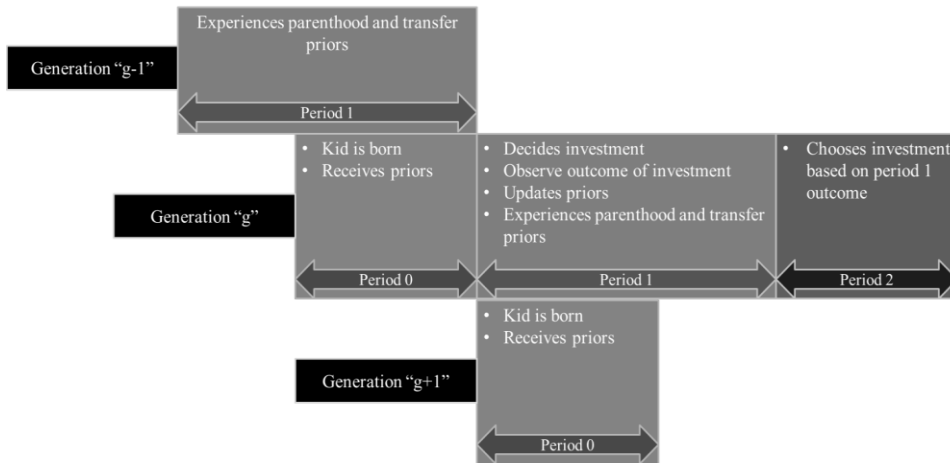 Experiences parenthood and transfer
priors
Generation “g-1”
Period 1
• Kid is born
• Receives priors
• Decides investment
• Observe outcome of investment
• Updates priors
• Experiences parenthood and transfer
priors
• Chooses investment
based on period 1
outcome
Generation “g”
Period 0
Period 1
Period 2
• Kid is born
• Receives priors
Generation “g+1”
Period 0